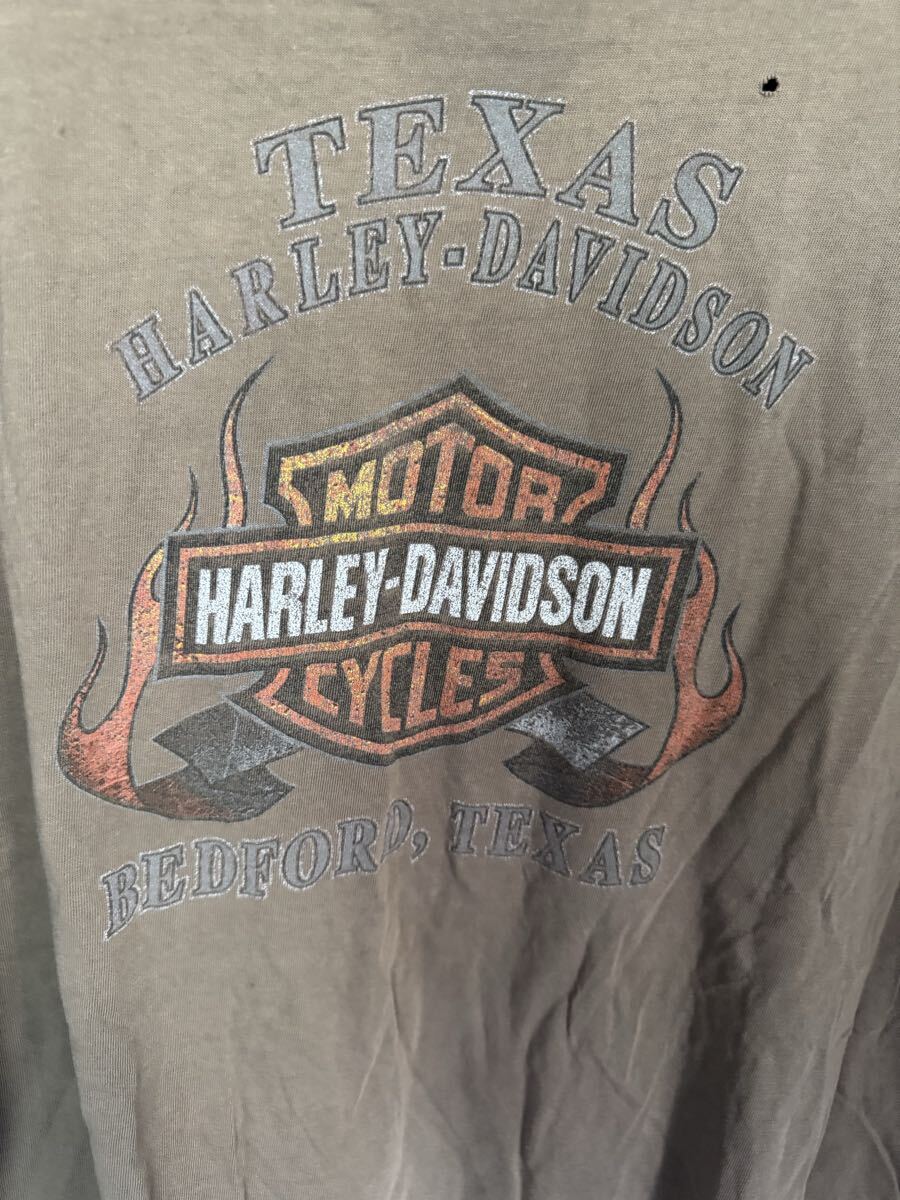 TEXAS
HARLEY-DAVIDSON
MOTOR
HARLEY-DAVIDSON
CYCLES
BEDFORD, TEXAS